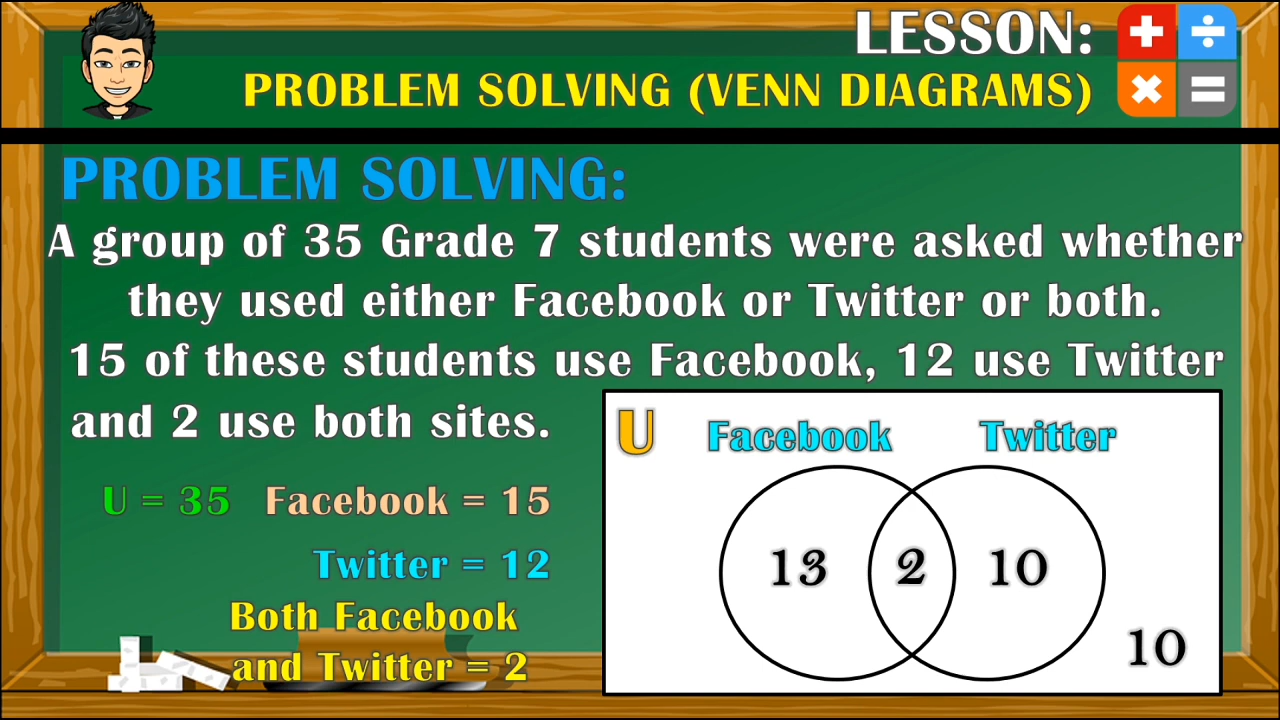 LESSON:
PROBLEM SOLVING (VENN DIAGRAMS)
PROBLEM SOLVING:
A group of 35 Grade 7 students were asked whether
they used either Facebook or Twitter or both.
15 of these students use Facebook, 12 use Twitter
and 2 use both sites.
U = 35 Facebook = 15
Twitter = 12
Both Facebook
and Twitter = 2
U Facebook Twitter
13 2 10
10